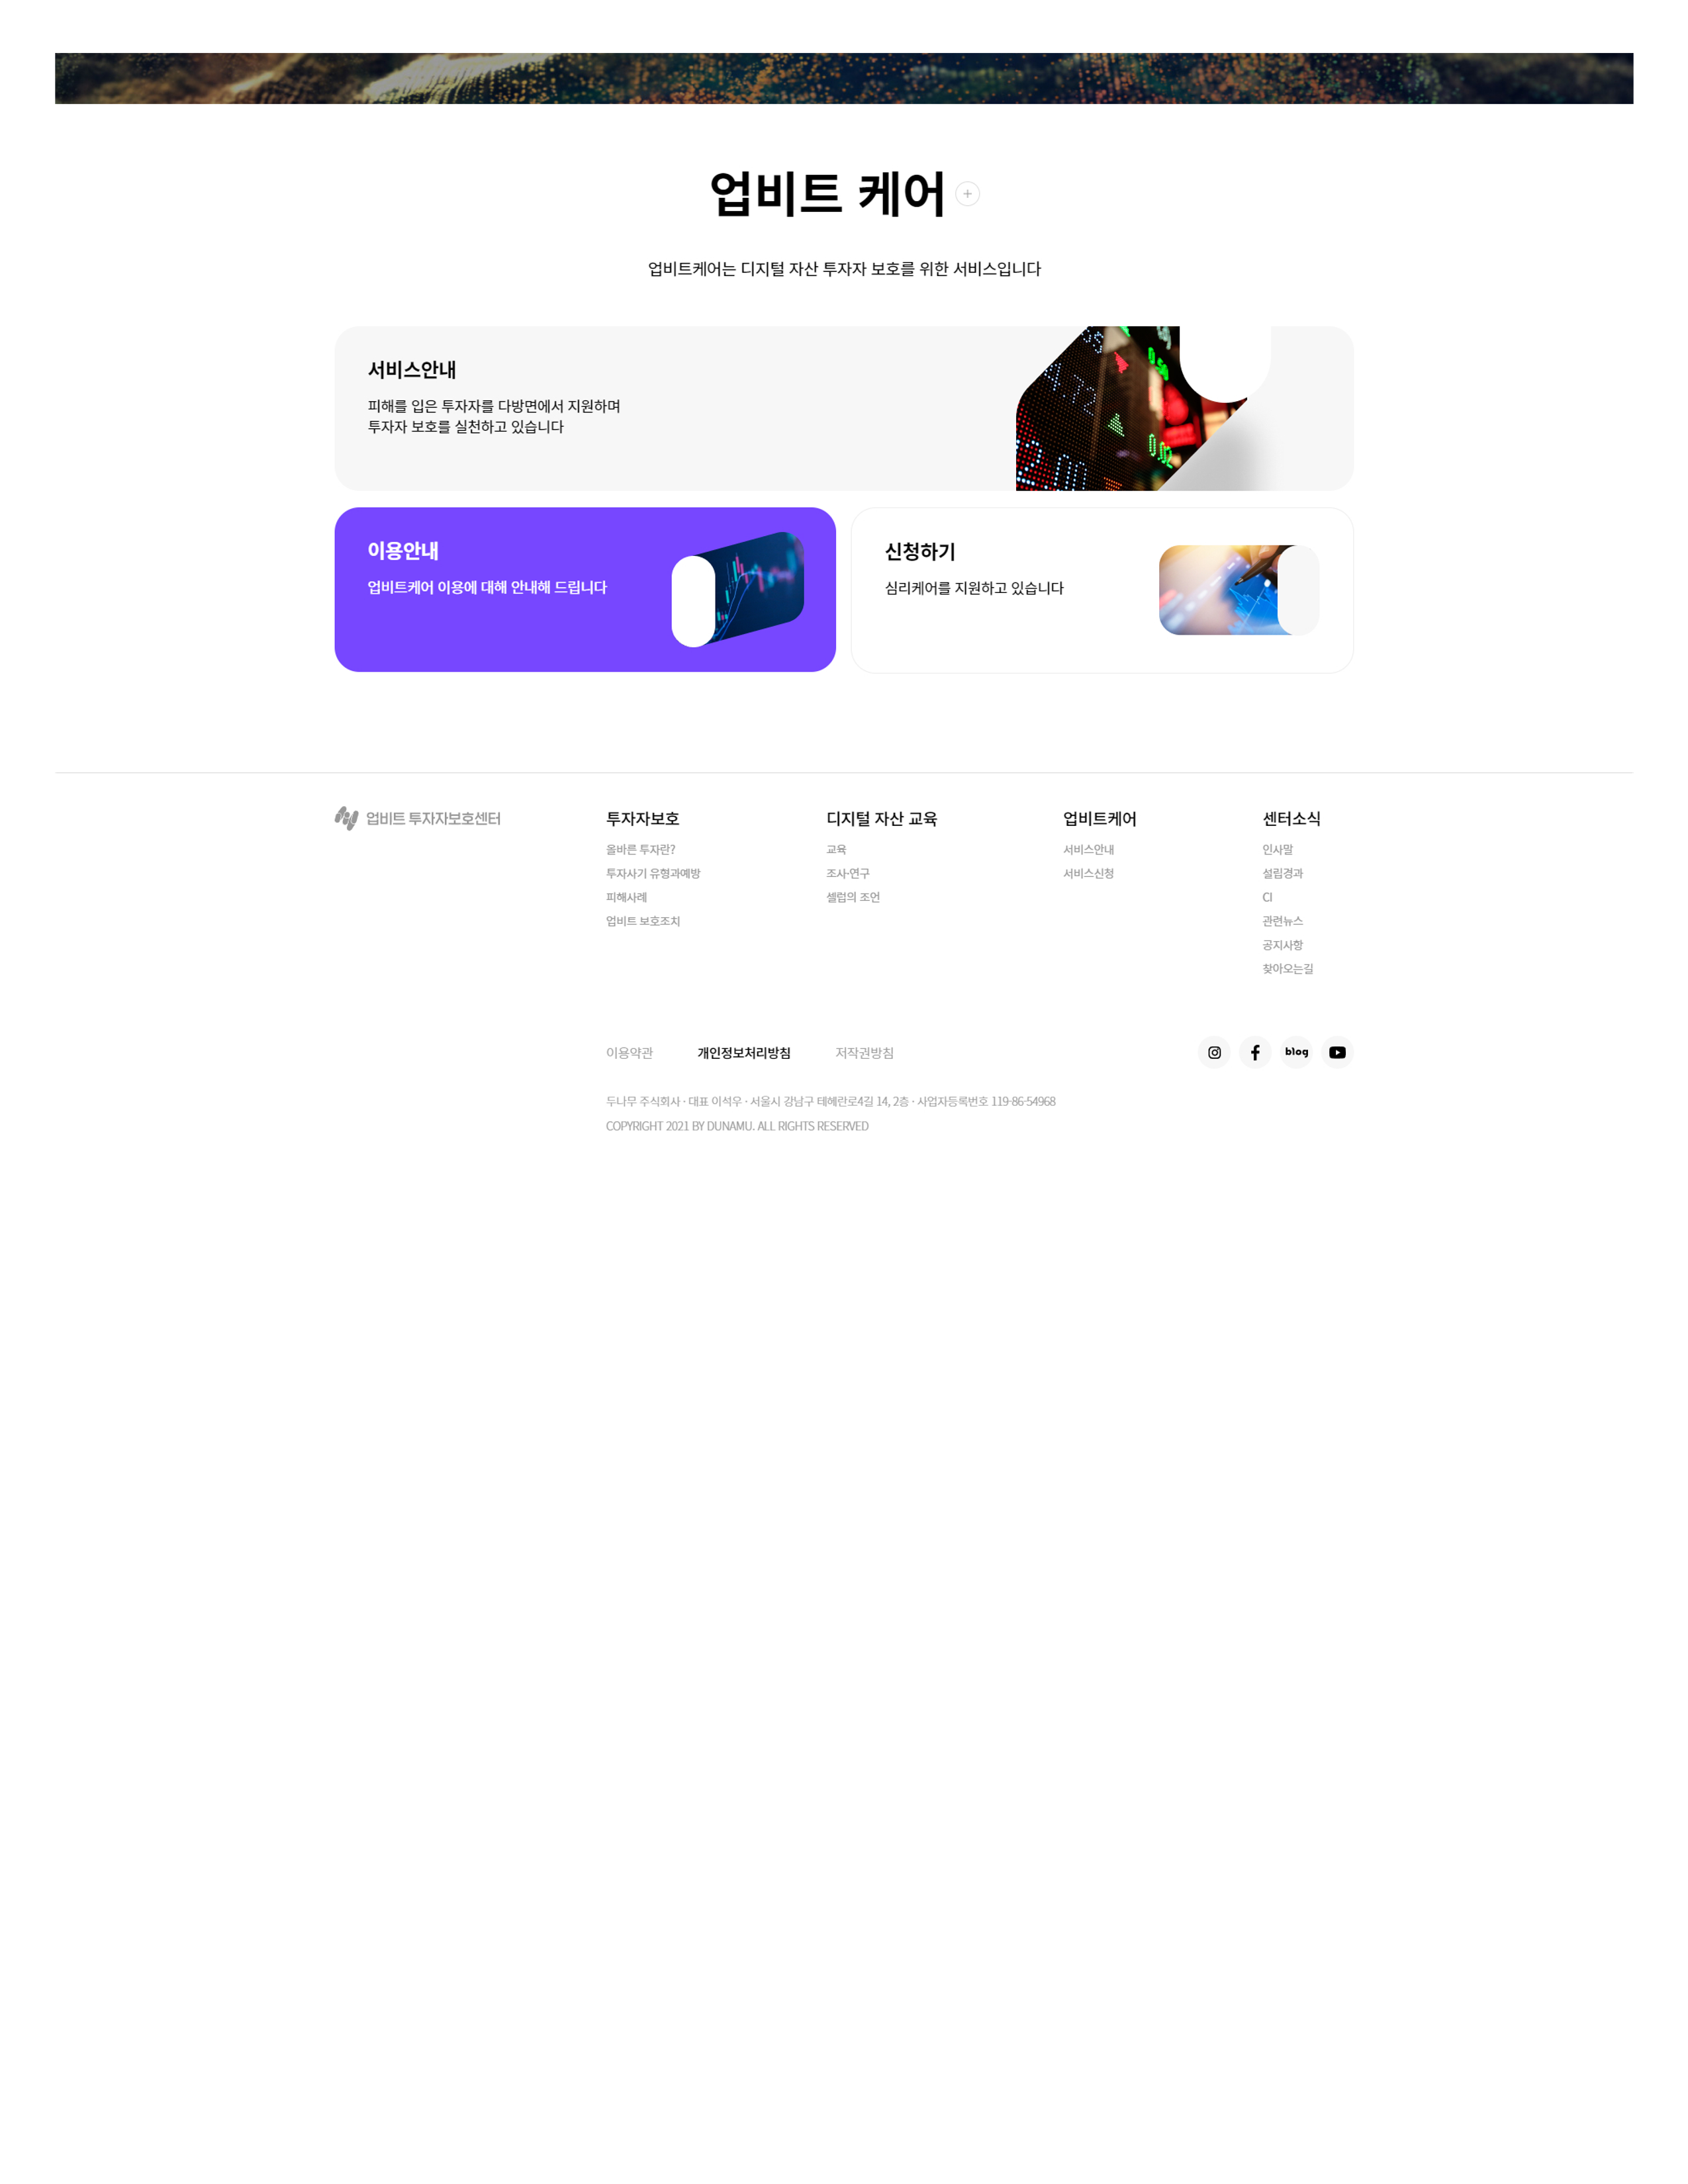 업비트 케어
업비트케어는 디지털 자산 투자자 보호를 위한 서비스입니다
서비스안내
피해를 입은 투자자를 다방면에서 지원하며
투자자 보호를 실천하고 있습니다
이용안내
업비트케어 이용에 대해 안내해 드립니다
신청하기
심리케어를 지원하고 있습니다
업비트 투자자보호센터
투자자보호
올바른 투자란?
투자사기 유형과예방
피해사례
업비트 보호조치
디지털 자산 교육
교육
조사·연구
셀럽의 조언
업비트케어
서비스안내
서비스신청
센터소식
인사말
설립경과
CI
관련뉴스
공지사항
찾아오는길
이용약관 개인정보처리방침 저작권방침
blog
두나무 주식회사 · 대표 이석우 · 서울시 강남구 테헤란로4길 14, 2층 · 사업자등록번호 119-86-54968
COPYRIGHT 2021 BY DUNAMU. ALL RIGHTS RESERVED